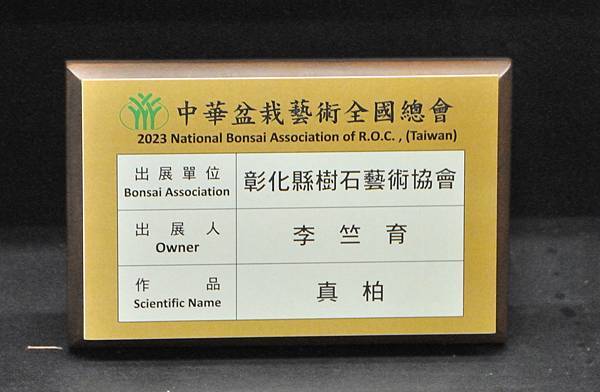 中華盆栽藝術全國總會
2023 National Bonsai Association of R.O.C. , (Taiwan)
出展單位
Bonsai Association
彰化縣樹石藝術協會
出展人
Owner
李竺育
作品
Scientific Name
真柏